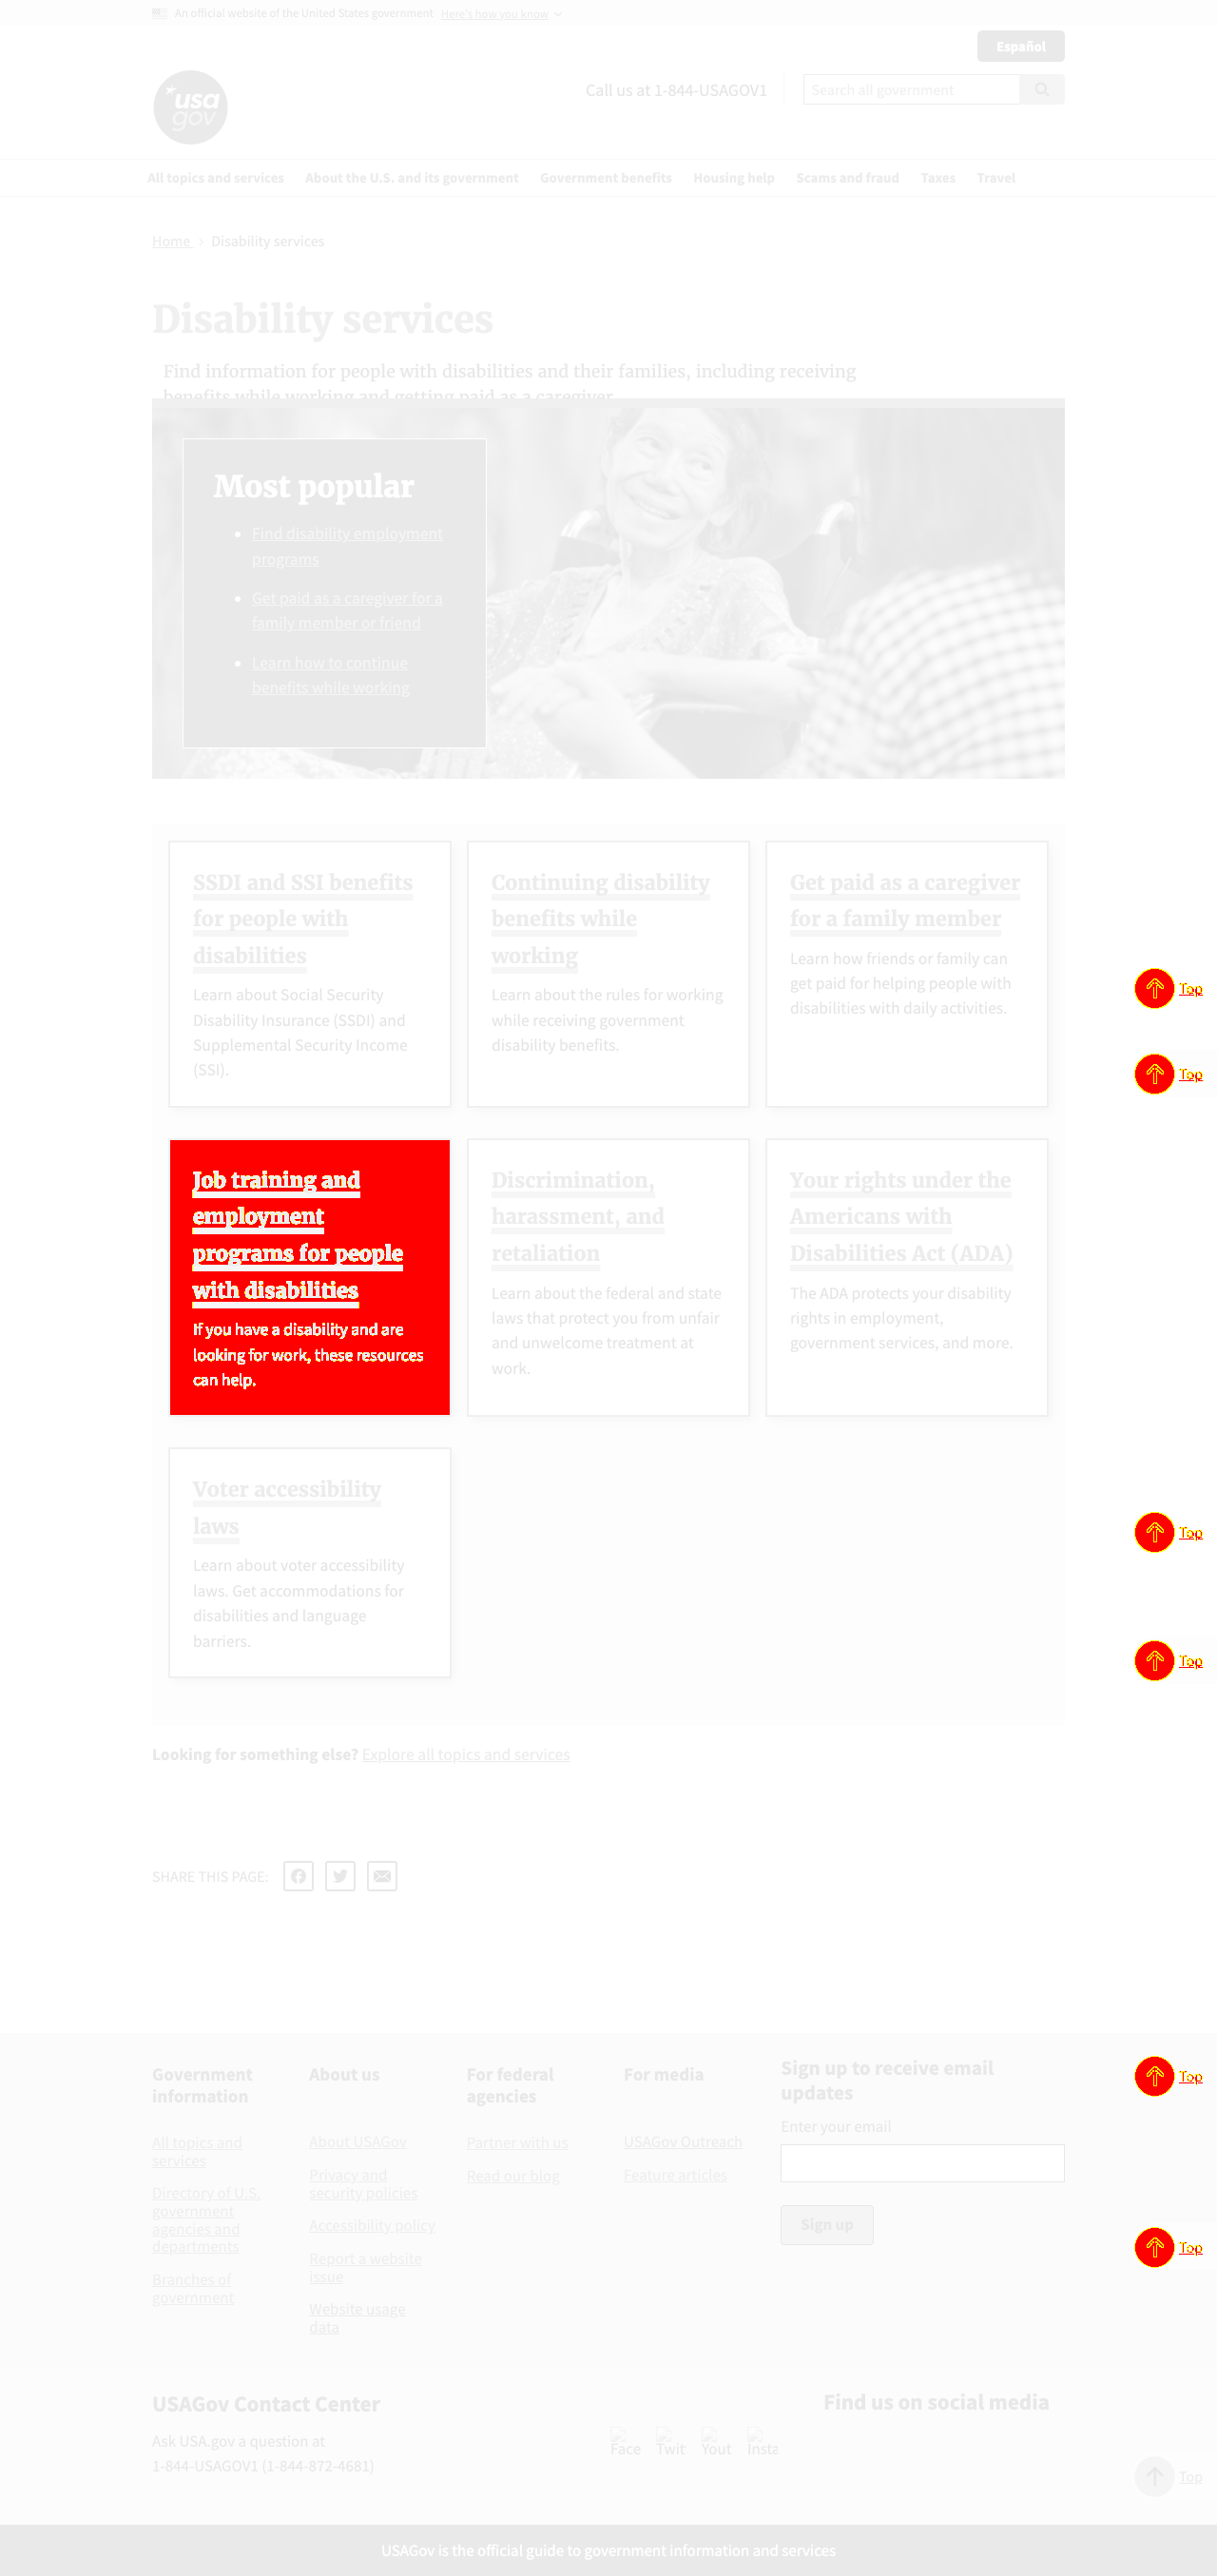 An official website of the United States government Here's how you know
Español
usa
gov
Call us at 1-844-USAGOV1
Search all government
All topics and services About the U.S. and its government Government benefits Housing help Scams and fraud Taxes Travel
Home › Disability services
Disability services
Find information for people with disabilities and their families, including receiving
benefits while working and getting paid as a caregiver.
Most popular
• Find disability employment
programs
• Get paid as a caregiver for a
family member or friend
• Learn how to continue
benefits while working
SSDI and SSI benefits
for people with
disabilities
Learn about Social Security
Disability Insurance (SSDI) and
Supplemental Security Income
(SSI).
Continuing disability
benefits while
working
Learn about the rules for working
while receiving government
disability benefits.
Get paid as a caregiver
for a family member
Learn how friends or family can
get paid for helping people with
disabilities with daily activities.
Top
Top
Job training and
employment
programs for people
with disabilities
If you have a disability and are
looking for work, these resources
can help.
Discrimination,
harassment, and
retaliation
Learn about the federal and state
laws that protect you from unfair
and unwelcome treatment at
work.
Your rights under the
Americans with
Disabilities Act (ADA)
The ADA protects your disability
rights in employment,
government services, and more.
Voter accessibility
laws
Learn about voter accessibility
laws. Get accommodations for
disabilities and language
barriers.
Top
Top
Looking for something else? Explore all topics and services
SHARE THIS PAGE:
Government
information
All topics and
services
Directory of U.S.
government
agencies and
departments
Branches of
government
About us
About USAGov
Privacy and
security policies
Accessibility policy
Report a website
issue
Website usage
data
For federal
agencies
Partner with us
Read our blog
For media
USAGov Outreach
Feature articles
Sign up to receive email
updates
Enter your email
Sign up
Top
Top
USAGov Contact Center
Ask USA.gov a question at
1-844-USAGOV1 (1-844-872-4681)
Find us on social media
Face Twit Yout Insta
Top
USAGov is the official guide to government information and services